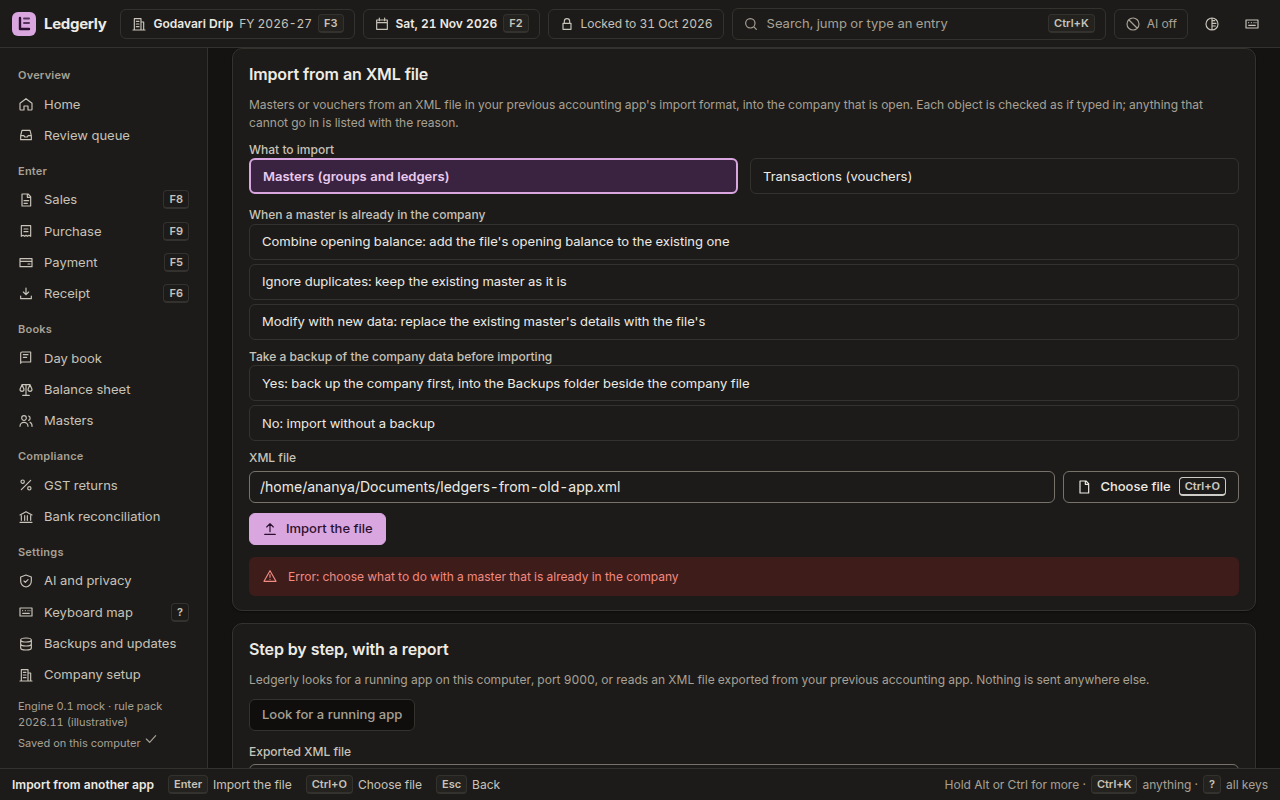 Ledgerly
Godavari Drip FY 2026-27 F3
Sat, 21 Nov 2026 F2
Locked to 31 Oct 2026
Search, jump or type an entry Ctrl+K
AI off
Overview
Home
Review queue
Enter
Sales F8
Purchase F9
Payment F5
Receipt F6
Books
Day book
Balance sheet
Masters
Compliance
GST returns
Bank reconciliation
Settings
AI and privacy
Keyboard map ?
Backups and updates
Company setup
Engine 0.1 mock · rule pack
2026.11 (illustrative)
Saved on this computer
Import from an XML file
Masters or vouchers from an XML file in your previous accounting app's import format, into the company that is open. Each object is checked as if typed in; anything that
cannot go in is listed with the reason.
What to import
Masters (groups and ledgers)
Transactions (vouchers)
When a master is already in the company
Combine opening balance: add the file's opening balance to the existing one
Ignore duplicates: keep the existing master as it is
Modify with new data: replace the existing master's details with the file's
Take a backup of the company data before importing
Yes: back up the company first, into the Backups folder beside the company file
No: import without a backup
XML file
/home/ananya/Documents/ledgers-from-old-app.xml
Choose file Ctrl+O
Import the file
Error: choose what to do with a master that is already in the company
Step by step, with a report
Ledgerly looks for a running app on this computer, port 9000, or reads an XML file exported from your previous accounting app. Nothing is sent anywhere else.
Look for a running app
Exported XML file
Import from another app Enter Import the file Ctrl+O Choose file Esc Back
Hold Alt or Ctrl for more · Ctrl+K anything · ? all keys